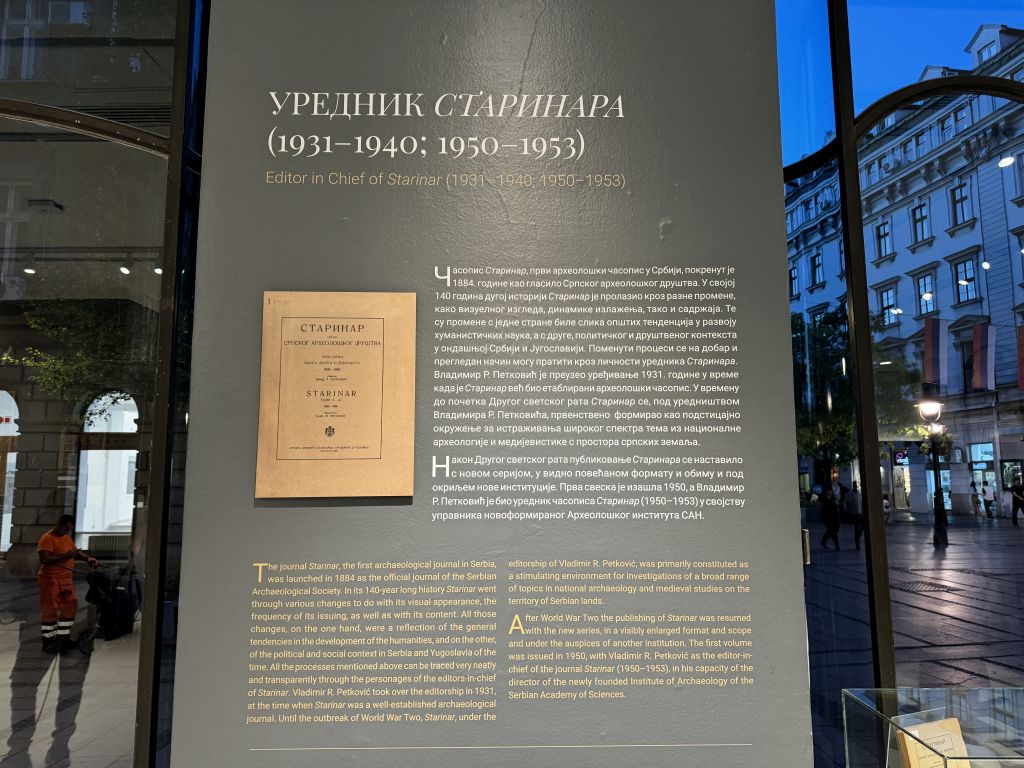 УРЕДНИК СТАРИНАРА
(1931–1940; 1950–1953)
Editor in Chief of Starinar (1931–1940; 1950–1953)
Часопис Старинар, први археолошки часопис у Србији, покренут је
1884. године као гласило Српског археолошког друштва. У својој
140 година дугој историји Старинар је пролазио кроз разне промене,
како визуелног изгледа, динамике излажења, тако и садржаја. Те
су промене с једне стране биле слика општих тенденција у развоју
хуманистичких наука, а с друге, политичког и друштвеног контекста
у ондашњој Србији и Југославији. Поменути процеси се на добар и
прегледан начин могу пратити кроз личности уредника Старинара.
Владимир Р. Петковић је преузео уређивање 1931. године у време
када је Старинар већ био етаблирани археолошки часопис. У времену
до почетка Другог светског рата Старинар се, под уредништвом
Владимира Р. Петковића, првенствено формирао као подстицајно
окружење за истраживања широког спектра тема из националне
археологије и медијевистике с простора српских земаља.
Након Другог светског рата публиковање Старинара се наставило
с новом серијом, у видно повећаном формату и обиму и под
окриљем нове институције. Прва свеска је изашла 1950, а Владимир
Р. Петковић је био уредник часописа Старинар (1950–1953) у својству
управника новоформираног Археолошког института САН.
СТАРИНАР
СРПСКОГ АРХЕОЛОШКОГ ДРУШТВА
STARINAR
The journal Starinar, the first archaeological journal in Serbia,
was launched in 1884 as the official journal of the Serbian
Archaeological Society. In its 140-year long history Starinar went
through various changes to do with its visual appearance, the
frequency of its issuing, as well as with its content. All those
changes, on the one hand, were a reflection of the general
tendencies in the development of the humanities, and on the other,
of the political and social context in Serbia and Yugoslavia of the
time. All the processes mentioned above can be traced very neatly
and transparently through the personages of the editors-in-chief
of Starinar. Vladimir R. Petković took over the editorship in 1931,
at the time when Starinar was a well-established archaeological
journal. Until the outbreak of World War Two, Starinar, under the
editorship of Vladimir R. Petković, was primarily constituted as
a stimulating environment for investigations of a broad range
of topics in national archaeology and medieval studies on the
territory of Serbian lands.
After World War Two the publishing of Starinar was resumed
with the new series, in a visibly enlarged format and scope
and under the auspices of another institution. The first volume
was issued in 1950, with Vladimir R. Petković as the editor-in-
chief of the journal Starinar (1950–1953), in his capacity of the
director of the newly founded Institute of Archaeology of the
Serbian Academy of Sciences.
СТАРИНАР